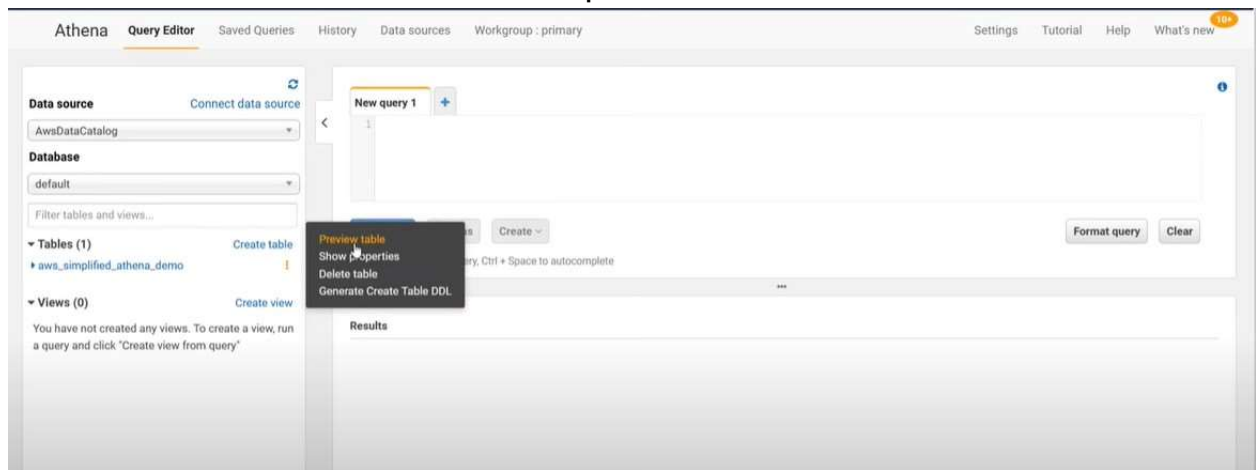 Athena Query Editor Saved Queries History Data sources Workgroup : primary Settings Tutorial Help What's new 10+
Data source Connect data source
AwsDataCatalog
Database
default
Filter tables and views...
Tables (1) Create table
aws_simplified_athena_demo
Views (0) Create view
You have not created any views. To create a view, run
a query and click "Create view from query"
New query 1 +
1
Create
Format query Clear
Ctrl + Space to autocomplete
Preview table
Show properties
Delete table
Generate Create Table DDL
Results